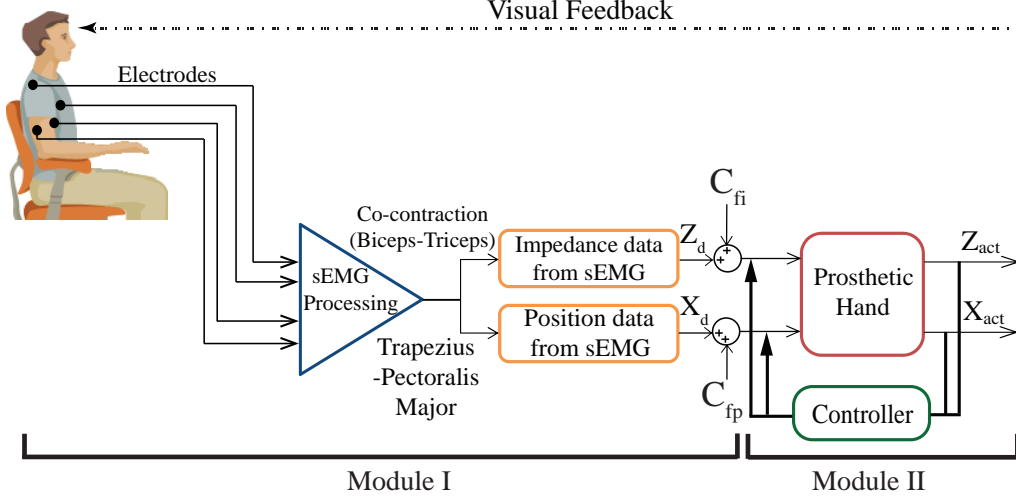 Visual Feedback
Electrodes
Co-contraction
(Biceps-Triceps)
sEMG
Processing
Trapezius
-Pectoralis
Major
Impedance data
from sEMG
Position data
from sEMG
Z_d
X_d
C_fi
+
+
+
+
C_fp
Prosthetic
Hand
Z_act
X_act
Controller
Module I
Module II